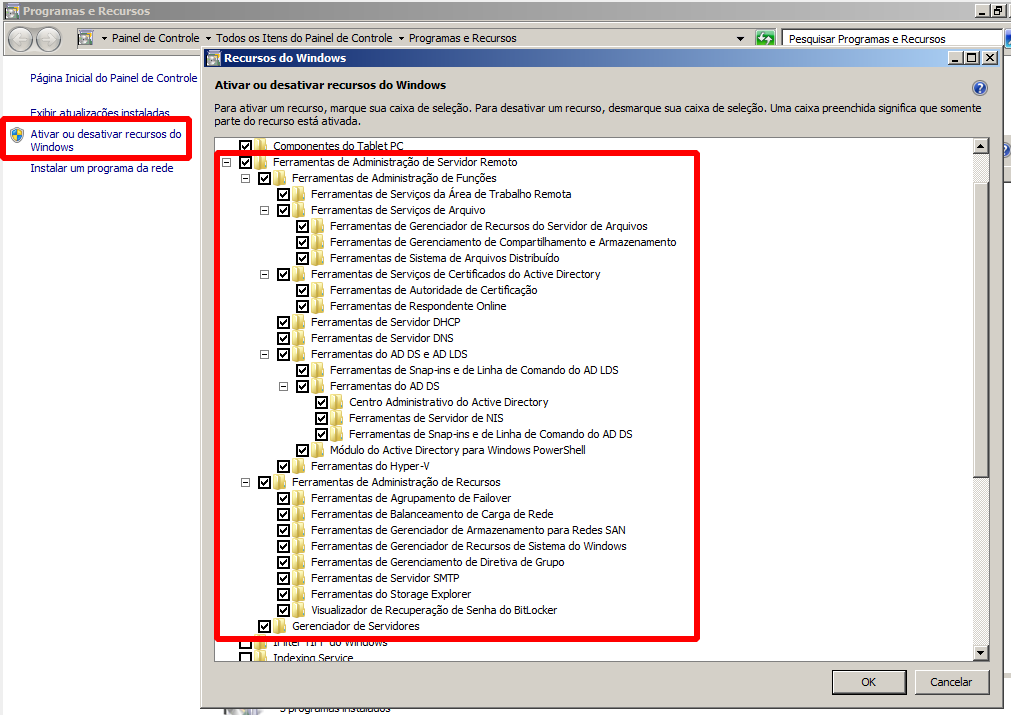 Programas e Recursos
Painel de Controle Todos os Itens do Painel de Controle Programas e Recursos
Pesquisar Programas e Recursos
Página Inicial do Painel de Controle
Exibir atualizações instaladas
Ativar ou desativar recursos do
Windows
Instalar um programa da rede
Recursos do Windows
Ativar ou desativar recursos do Windows
Para ativar um recurso, marque sua caixa de seleção. Para desativar um recurso, desmarque sua caixa de seleção. Uma caixa preenchida significa que somente
parte do recurso está ativada.
Componentes do Tablet PC
Ferramentas de Administração de Servidor Remoto
Ferramentas de Administração de Funções
Ferramentas de Serviços da Área de Trabalho Remota
Ferramentas de Serviços de Arquivo
Ferramentas de Gerenciador de Recursos do Servidor de Arquivos
Ferramentas de Gerenciamento de Compartilhamento e Armazenamento
Ferramentas de Sistema de Arquivos Distribuído
Ferramentas de Serviços de Certificados do Active Directory
Ferramentas de Autoridade de Certificação
Ferramentas de Respondente Online
Ferramentas de Servidor DHCP
Ferramentas de Servidor DNS
Ferramentas do AD DS e AD LDS
Ferramentas de Snap-ins e de Linha de Comando do AD LDS
Ferramentas do AD DS
Centro Administrativo do Active Directory
Ferramentas de Servidor de NIS
Ferramentas de Snap-ins e de Linha de Comando do AD DS
Módulo do Active Directory para Windows PowerShell
Ferramentas do Hyper-V
Ferramentas de Administração de Recursos
Ferramentas de Agrupamento de Failover
Ferramentas de Balanceamento de Carga de Rede
Ferramentas de Gerenciador de Armazenamento para Redes SAN
Ferramentas de Gerenciador de Recursos de Sistema do Windows
Ferramentas de Gerenciamento de Diretiva de Grupo
Ferramentas de Servidor SMTP
Ferramentas do Storage Explorer
Visualizador de Recuperação de Senha do BitLocker
Gerenciador de Servidores
IFilter TIFF do Windows
Indexing Service
OK
Cancelar
programas instalados